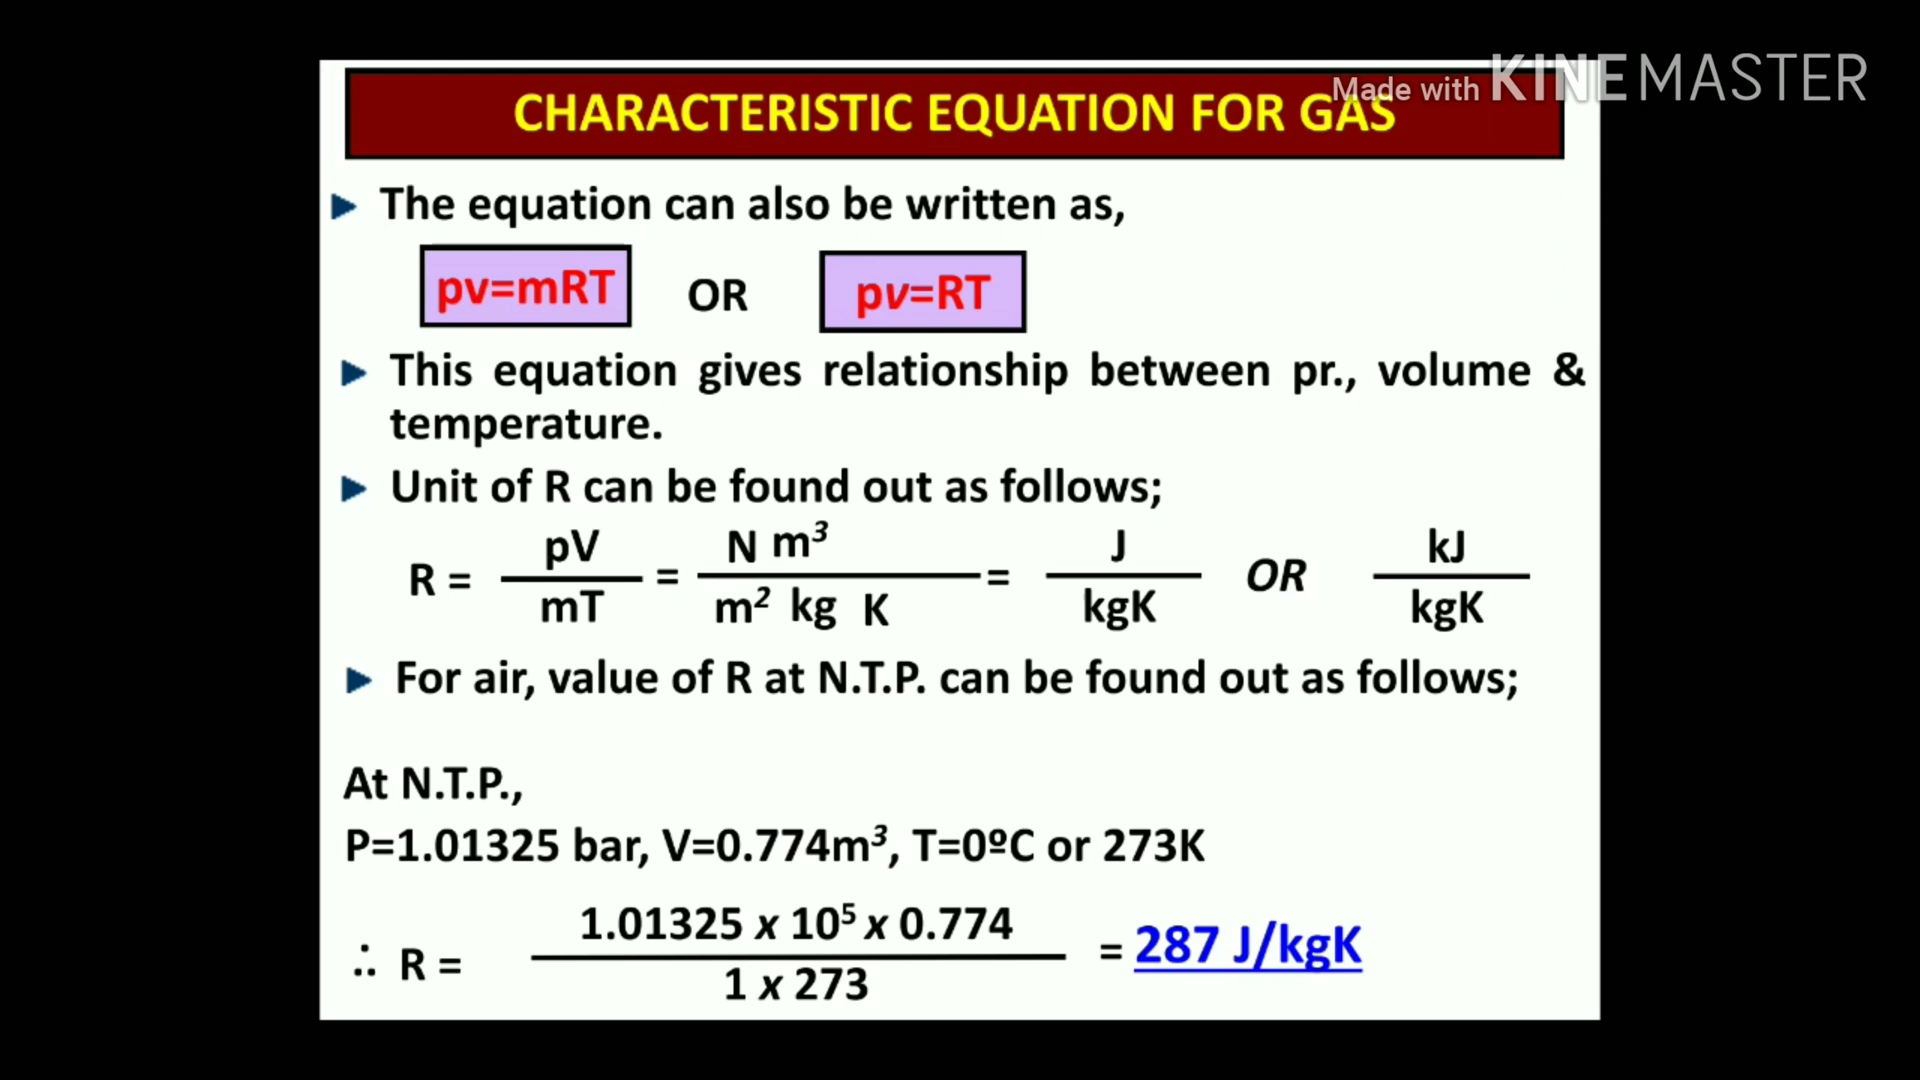 Made with KINEMASTER
CHARACTERISTIC EQUATION FOR GAS
The equation can also be written as,
pv=mRT OR pv=RT
This equation gives relationship between pr., volume &
temperature.
Unit of R can be found out as follows;
R = pV / mT = N m³ / m² kg K = J / kgK OR kJ / kgK
For air, value of R at N.T.P. can be found out as follows;
At N.T.P.,
P=1.01325 bar, V=0.774m³, T=0ºC or 273K
∴ R = 1.01325 x 10⁵ x 0.774 / 1 x 273 = 287 J/kgK